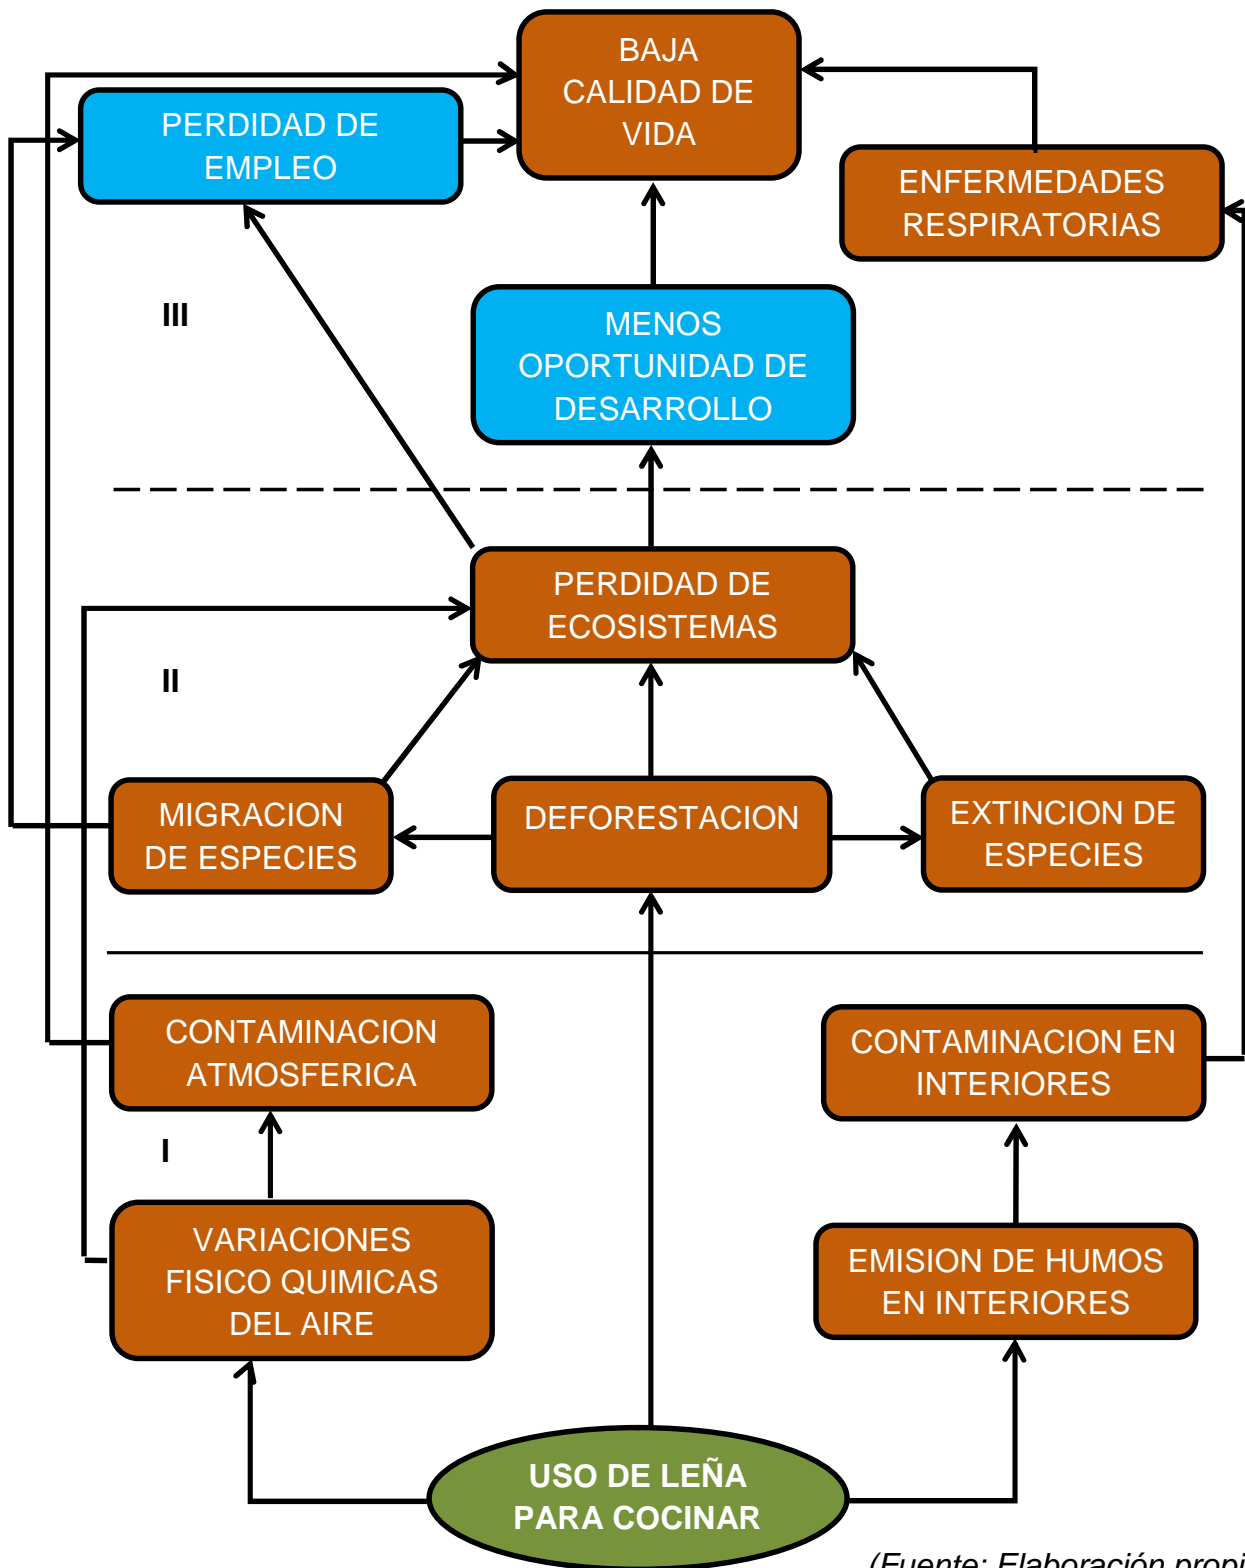 BAJA
CALIDAD DE
VIDA
PERDIDAD DE
EMPLEO
ENFERMEDADES
RESPIRATORIAS
III
MENOS
OPORTUNIDAD DE
DESARROLLO
PERDIDAD DE
ECOSISTEMAS
II
MIGRACION
DE ESPECIES
DEFORESTACION
EXTINCION DE
ESPECIES
CONTAMINACION
ATMOSFERICA
CONTAMINACION EN
INTERIORES
I
VARIACIONES
FISICO QUIMICAS
DEL AIRE
EMISION DE HUMOS
EN INTERIORES
USO DE LEÑA
PARA COCINAR
(Fuente: Elaboración propi